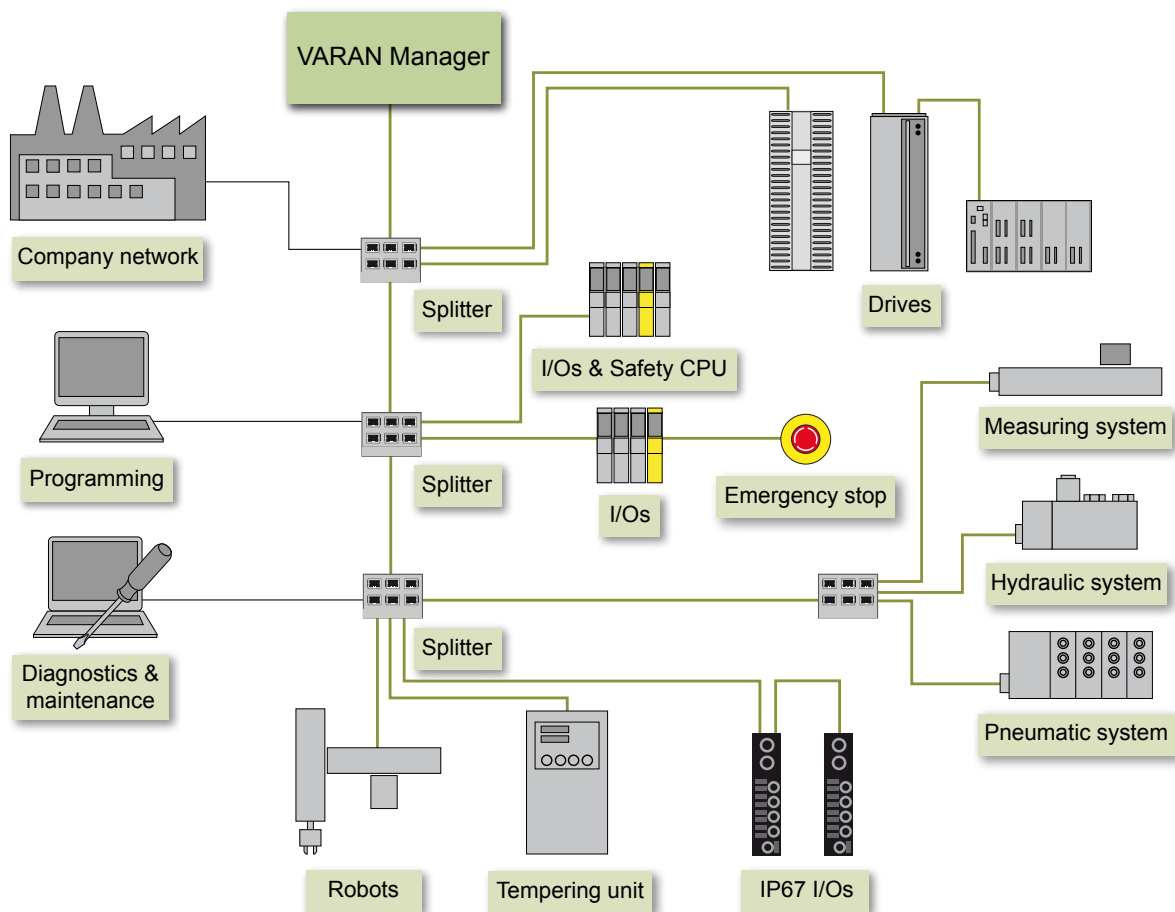 VARAN Manager
Company network
Splitter
Drives
I/Os & Safety CPU
Measuring system
Programming
Splitter
I/Os
Emergency stop
Hydraulic system
Diagnostics &
maintenance
Splitter
Pneumatic system
Robots
Tempering unit
IP67 I/Os